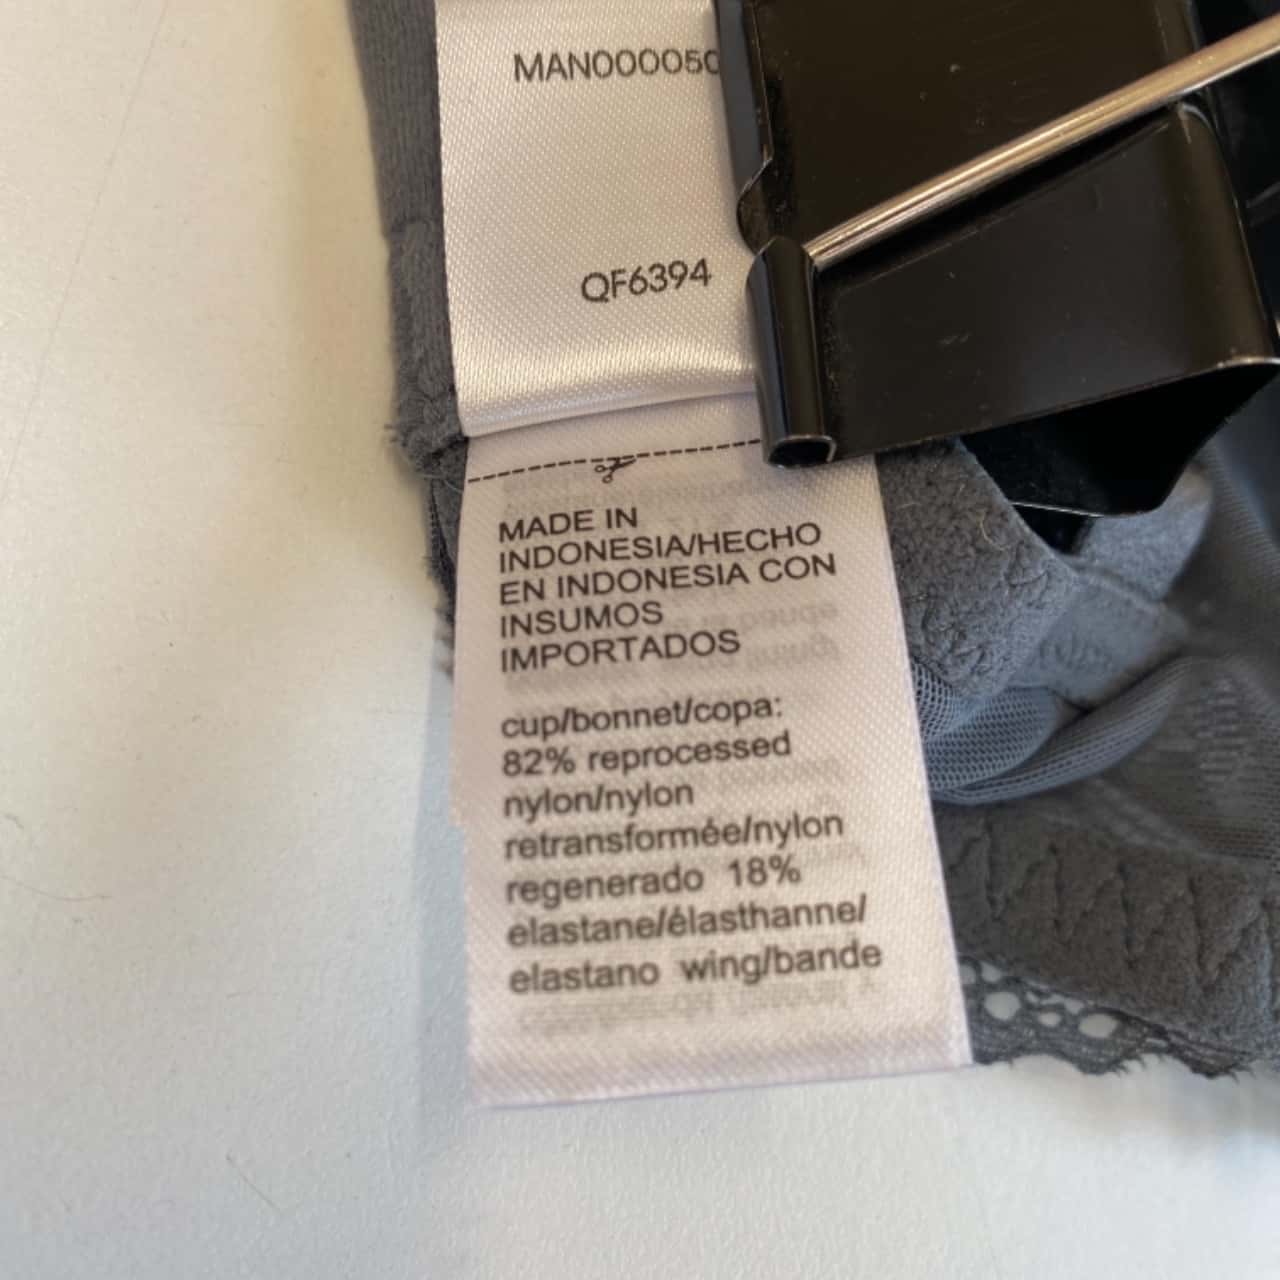 MAN000050
QF6394
MADE IN
INDONESIA/HECHO
EN INDONESIA CON
INSUMOS
IMPORTADOS
cup/bonnet/copa:
82% reprocessed
nylon/nylon
retransformée/nylon
regenerado 18%
elastane/élasthanne/
elastano wing/bande